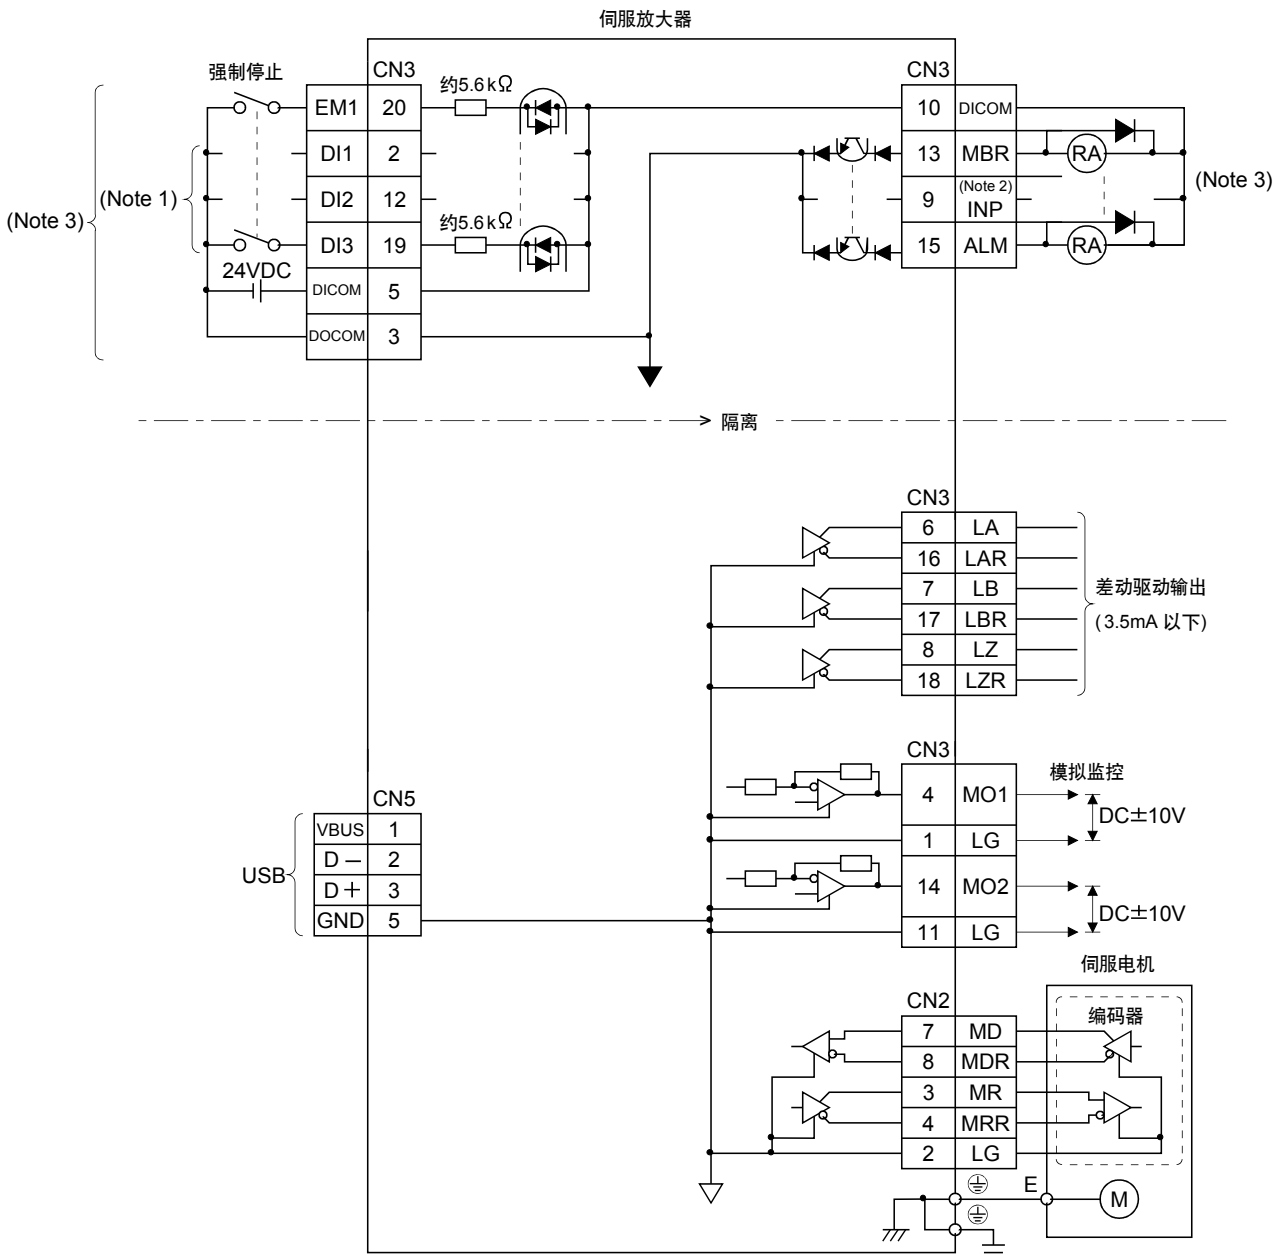 伺服放大器
强制停止
CN3
EM1 20
DI1 2
DI2 12
DI3 19
DICOM 5
DOCOM 3
约5.6kΩ
约5.6kΩ
(Note 3)
(Note 1)
24VDC
CN3
10 DICOM
13 MBR
9 (Note 2) INP
15 ALM
RA
RA
(Note 3)
隔离
CN3
6 LA
16 LAR
7 LB
17 LBR
8 LZ
18 LZR
差动驱动输出
(3.5mA 以下)
CN3
4 MO1
1 LG
14 MO2
11 LG
模拟监控
DC±10V
DC±10V
CN5
VBUS 1
D－ 2
D＋ 3
GND 5
USB
伺服电机
编码器
CN2
7 MD
8 MDR
3 MR
4 MRR
2 LG
E
M